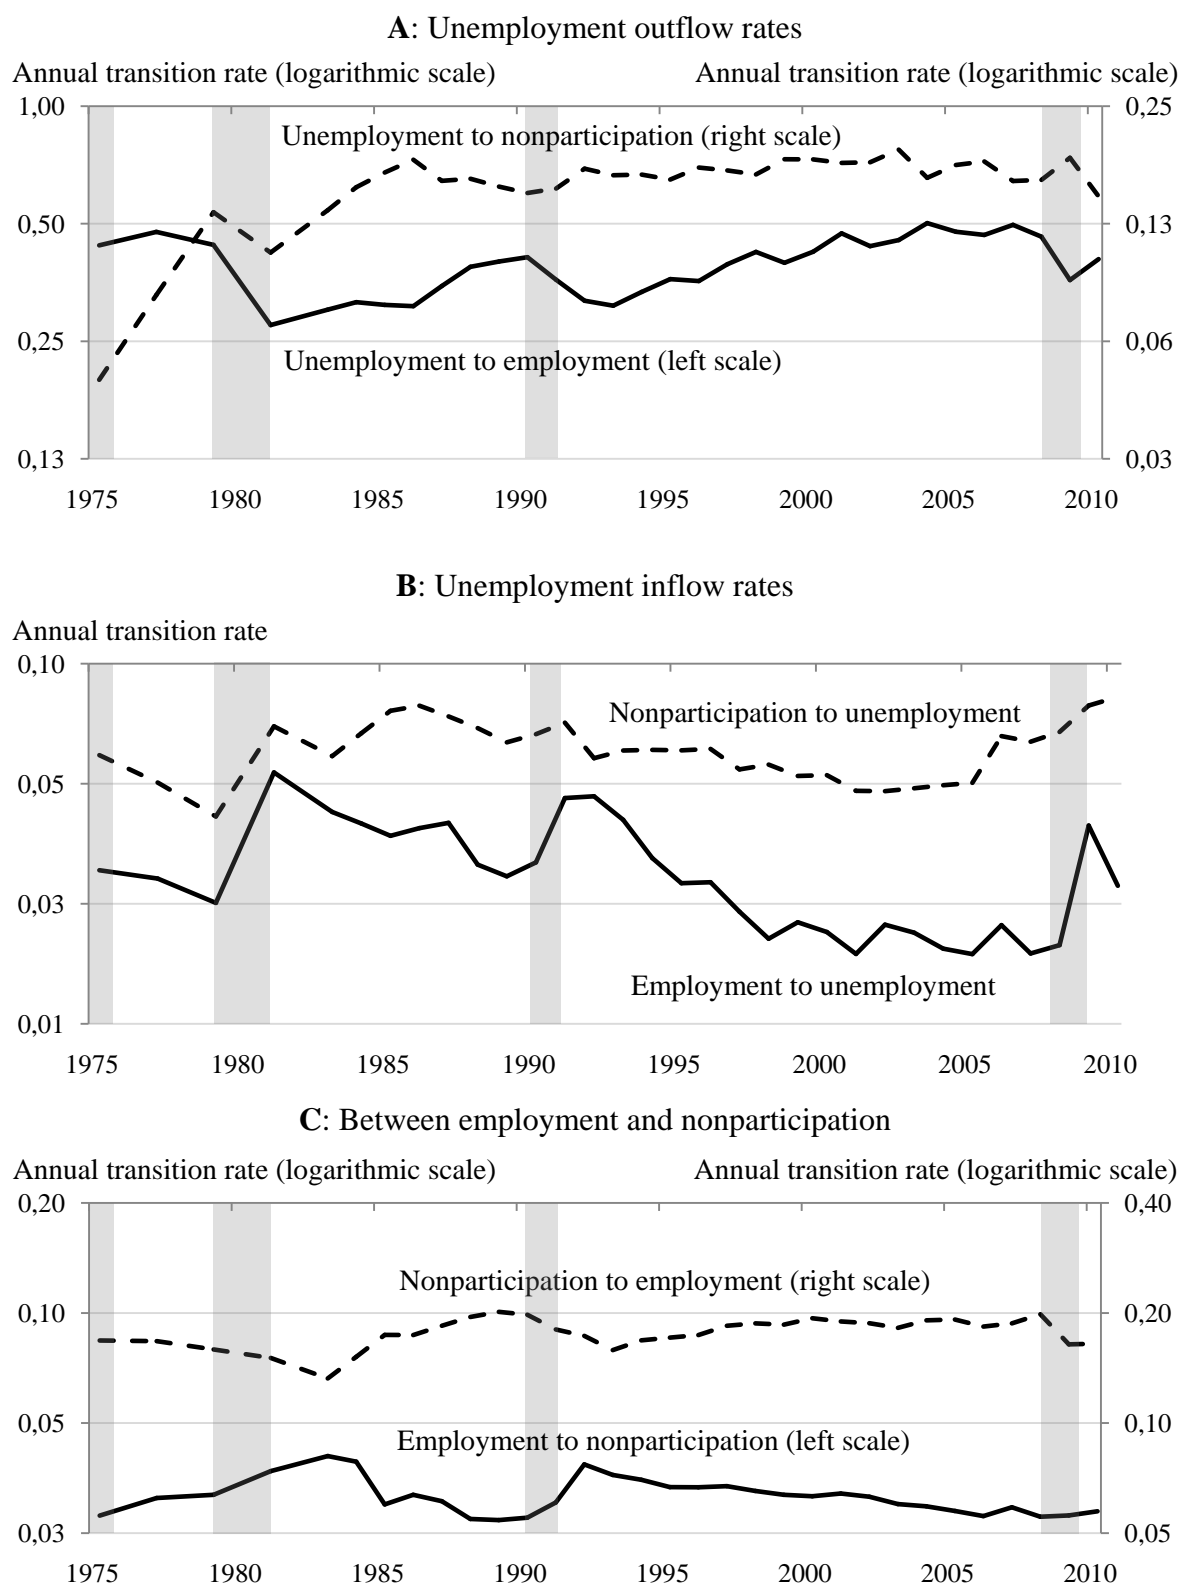 A: Unemployment outflow rates
Annual transition rate (logarithmic scale) Annual transition rate (logarithmic scale)
1,00 0,25
Unemployment to nonparticipation (right scale)
0,50 0,13
0,25 0,06
Unemployment to employment (left scale)
0,13 0,03
1975 1980 1985 1990 1995 2000 2005 2010
B: Unemployment inflow rates
Annual transition rate
0,10
Nonparticipation to unemployment
0,05
0,03
Employment to unemployment
0,01
1975 1980 1985 1990 1995 2000 2005 2010
C: Between employment and nonparticipation
Annual transition rate (logarithmic scale) Annual transition rate (logarithmic scale)
0,20 0,40
Nonparticipation to employment (right scale)
0,10 0,20
0,05 0,10
Employment to nonparticipation (left scale)
0,03 0,05
1975 1980 1985 1990 1995 2000 2005 2010